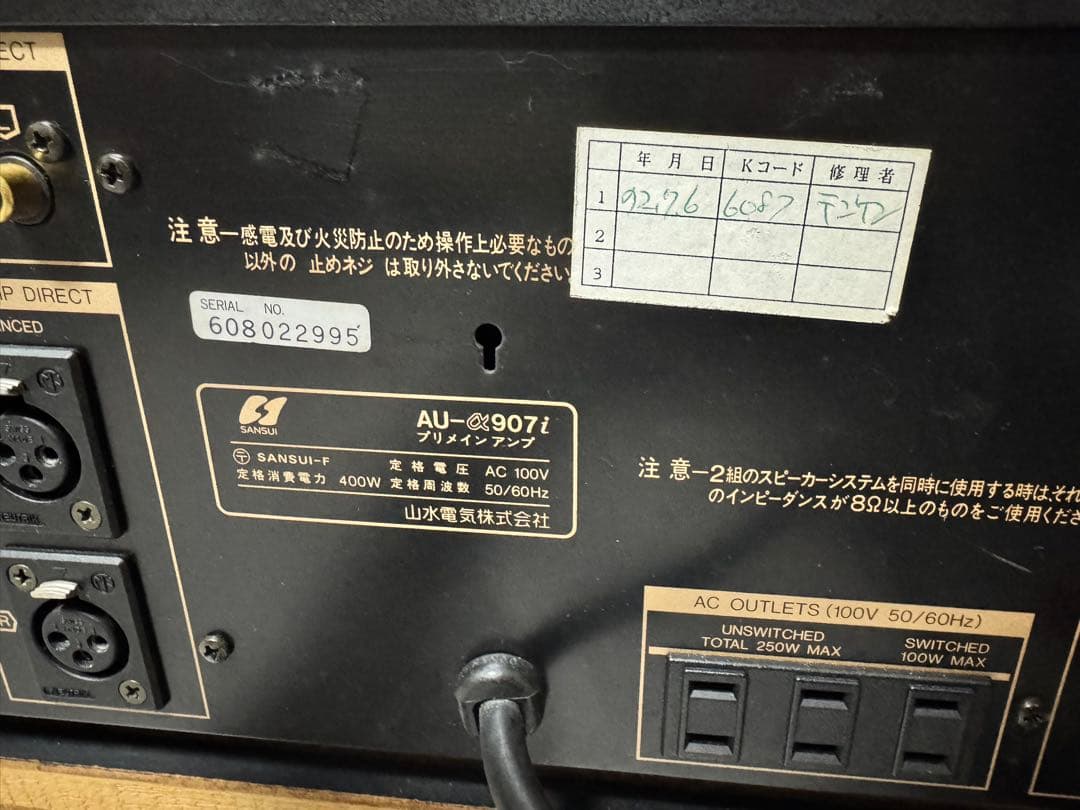 ECT
年月日 Kコード 修理者
1 92.7.6 6087 テンケン
2
3
注意—感電及び火災防止のため操作上必要なもの
以外の 止めネジ は取り外さないでください
P DIRECT
NCED
SERIAL NO.
608022995
SANSUI
AU-α907i
プリメインアンプ
〒 SANSUI-F 定格電圧 AC 100V
定格消費電力 400W 定格周波数 50/60Hz
山水電気株式会社
注意—2組のスピーカーシステムを同時に使用する時はそれ
のインピーダンスが8Ω以上のものをご使用くださ
R
AC OUTLETS (100V 50/60Hz)
UNSWITCHED
TOTAL 250W MAX
SWITCHED
100W MAX